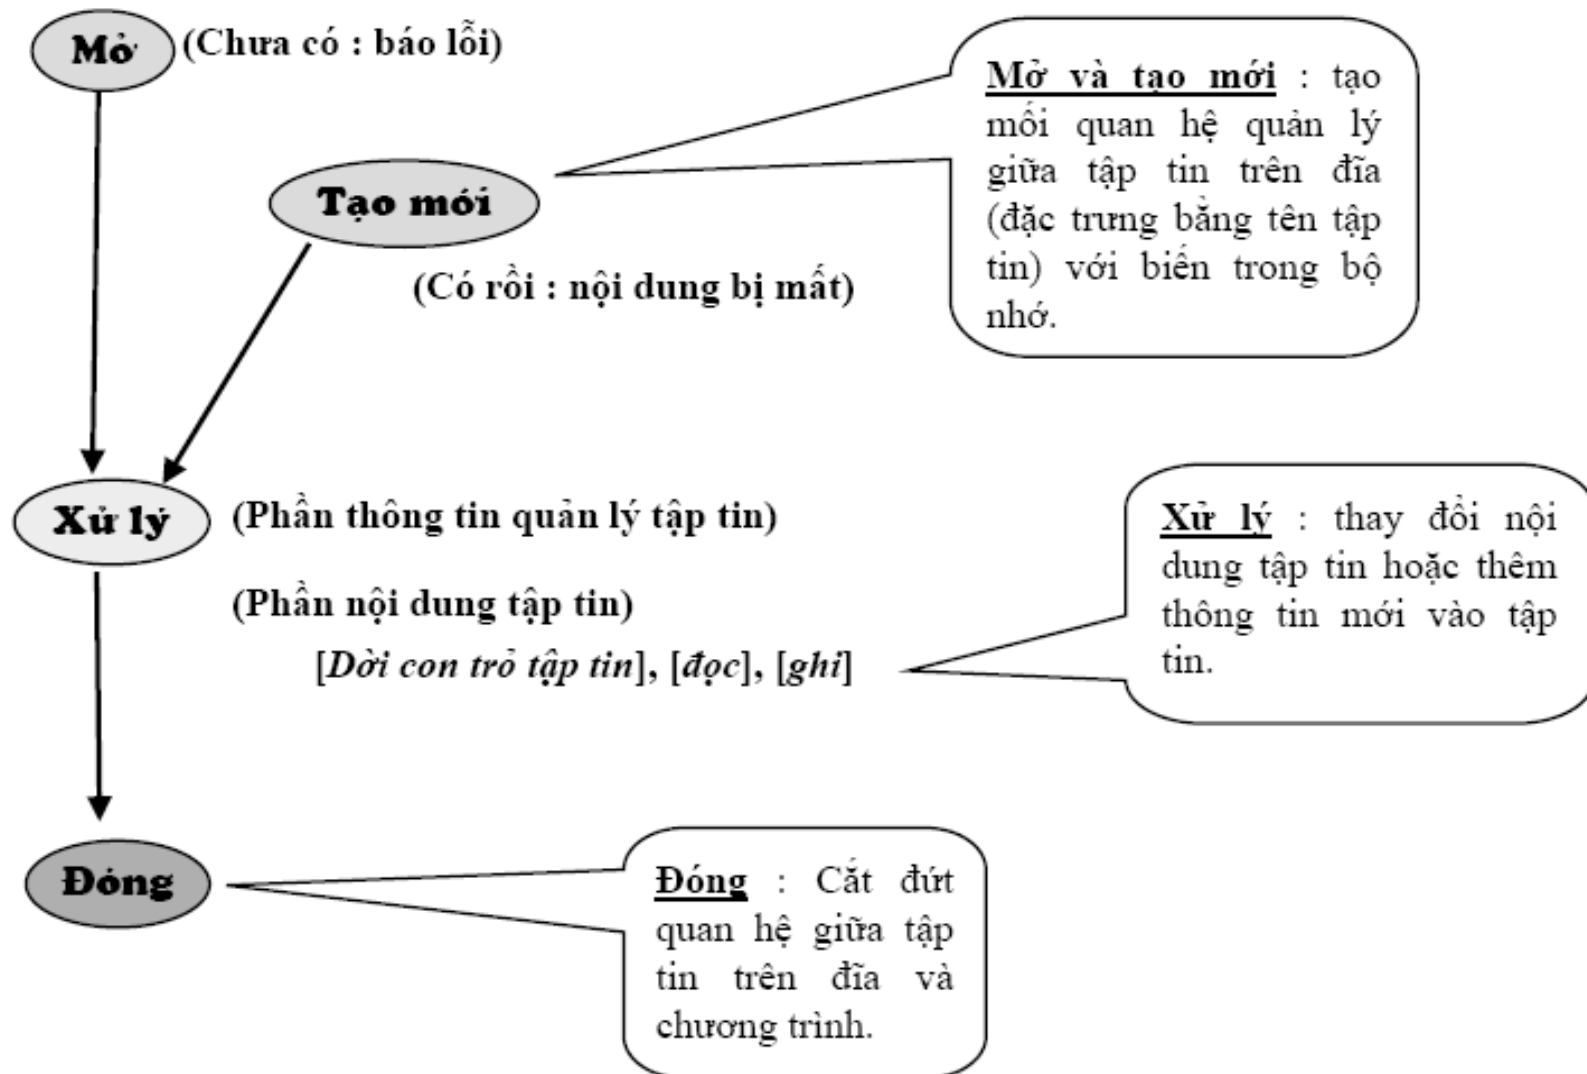 Mở
(Chưa có : báo lỗi)
Mở và tạo mới : tạo
mối quan hệ quản lý
giữa tập tin trên đĩa
(đặc trưng bằng tên tập
tin) với biến trong bộ
nhớ.
Tạo mới
(Có rồi : nội dung bị mất)
Xử lý
(Phần thông tin quản lý tập tin)
(Phần nội dung tập tin)
[Dời con trỏ tập tin], [đọc], [ghi]
Xử lý : thay đổi nội
dung tập tin hoặc thêm
thông tin mới vào tập
tin.
Đóng
Đóng : Cắt đứt
quan hệ giữa tập
tin trên đĩa và
chương trình.